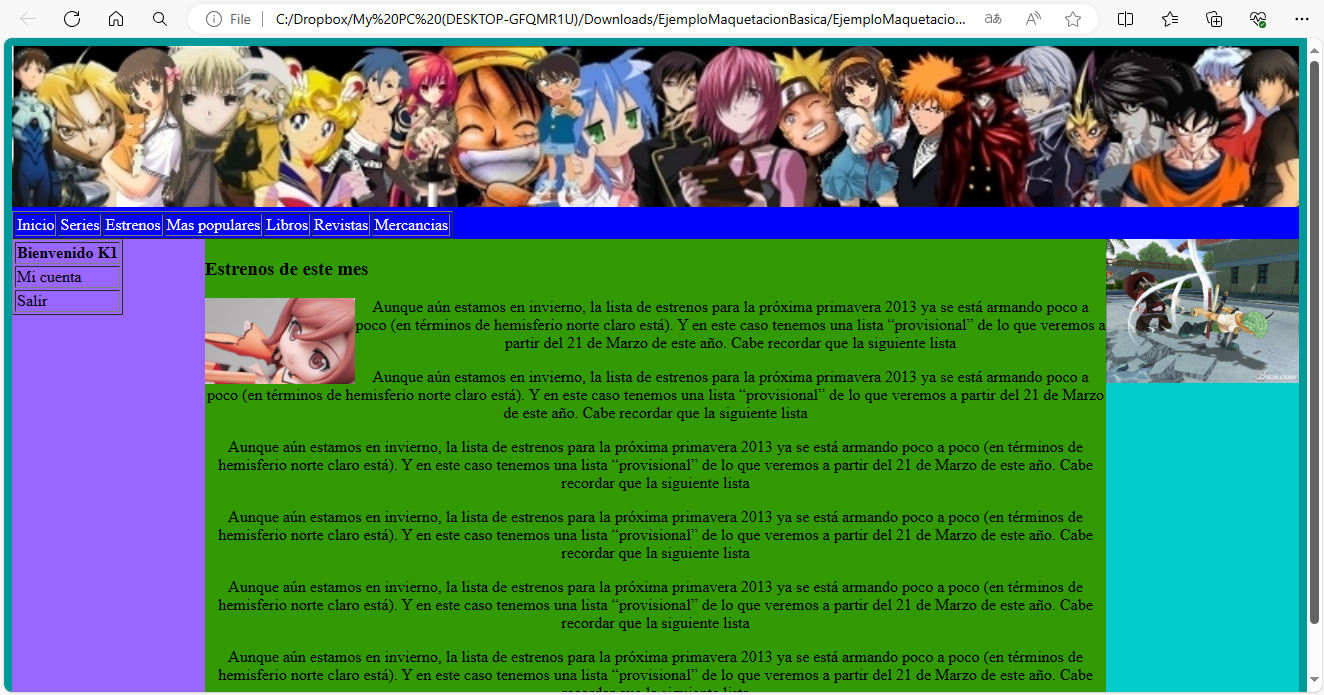 File
C:/Dropbox/My%20PC%20(DESKTOP-GFQMR1U)/Downloads/EjemploMaquetacionBasica/EjemploMaquetacio...
Inicio Series Estrenos Mas populares Libros Revistas Mercancias
Bienvenido K1
Mi cuenta
Salir
Estrenos de este mes
Aunque aún estamos en invierno, la lista de estrenos para la próxima primavera 2013 ya se está armando poco a
poco (en términos de hemisferio norte claro está). Y en este caso tenemos una lista “provisional” de lo que veremos a
partir del 21 de Marzo de este año. Cabe recordar que la siguiente lista
Aunque aún estamos en invierno, la lista de estrenos para la próxima primavera 2013 ya se está armando poco a
poco (en términos de hemisferio norte claro está). Y en este caso tenemos una lista “provisional” de lo que veremos a partir del 21 de Marzo
de este año. Cabe recordar que la siguiente lista
Aunque aún estamos en invierno, la lista de estrenos para la próxima primavera 2013 ya se está armando poco a poco (en términos de
hemisferio norte claro está). Y en este caso tenemos una lista “provisional” de lo que veremos a partir del 21 de Marzo de este año. Cabe
recordar que la siguiente lista
Aunque aún estamos en invierno, la lista de estrenos para la próxima primavera 2013 ya se está armando poco a poco (en términos de
hemisferio norte claro está). Y en este caso tenemos una lista “provisional” de lo que veremos a partir del 21 de Marzo de este año. Cabe
recordar que la siguiente lista
Aunque aún estamos en invierno, la lista de estrenos para la próxima primavera 2013 ya se está armando poco a poco (en términos de
hemisferio norte claro está). Y en este caso tenemos una lista “provisional” de lo que veremos a partir del 21 de Marzo de este año. Cabe
recordar que la siguiente lista
Aunque aún estamos en invierno, la lista de estrenos para la próxima primavera 2013 ya se está armando poco a poco (en términos de
hemisferio norte claro está). Y en este caso tenemos una lista “provisional” de lo que veremos a partir del 21 de Marzo de este año. Cabe